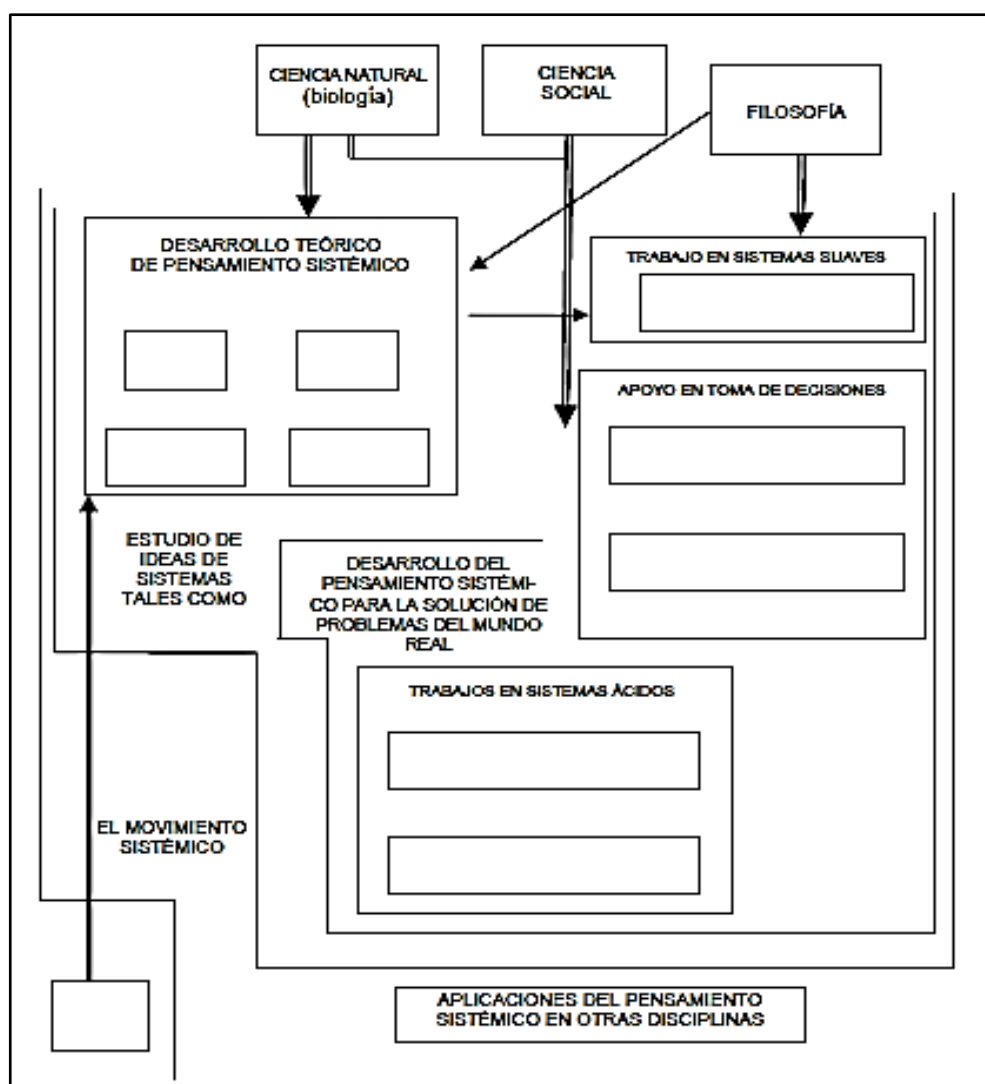 CIENCIA NATURAL
(biología)
CIENCIA
SOCIAL
FILOSOFÍA
DESARROLLO TEÓRICO
DE PENSAMIENTO SISTÉMICO
TRABAJO EN SISTEMAS SUAVES
APOYO EN TOMA DE DECISIONES
ESTUDIO DE
IDEAS DE
SISTEMAS
TALES COMO
DESARROLLO DEL
PENSAMIENTO SISTÉMI-
CO PARA LA SOLUCIÓN DE
PROBLEMAS DEL MUNDO
REAL
TRABAJOS EN SISTEMAS ÁCIDOS
EL MOVIMIENTO
SISTÉMICO
APLICACIONES DEL PENSAMIENTO
SISTÉMICO EN OTRAS DISCIPLINAS